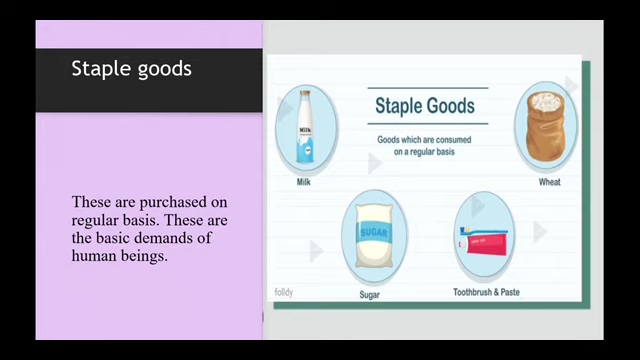 Staple goods
These are purchased on
regular basis. These are
the basic demands of
human beings.
Staple Goods
Goods which are consumed
on a regular basis
Milk
Milk
Wheat
SUGAR
Sugar
Toothbrush & Paste
folldy